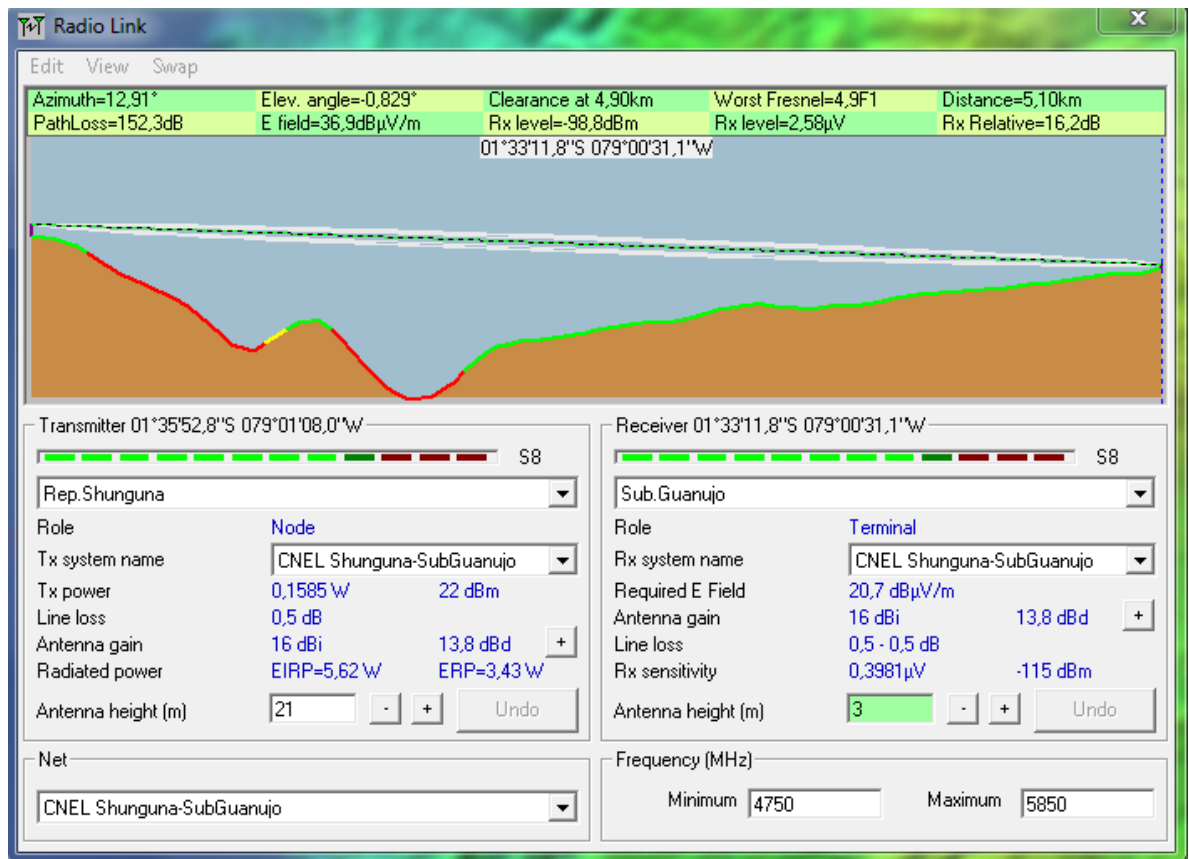 Radio Link
x
Edit View Swap
Azimuth=12,91° Elev. angle=-0,829° Clearance at 4,90km Worst Fresnel=4,9F1 Distance=5,10km
PathLoss=152,3dB E field=36,9dBµV/m Rx level=-98,8dBm Rx level=2,58µV Rx Relative=16,2dB
01°33'11,8"S 079°00'31,1"W
Transmitter 01°35'52,8"S 079°01'08,0"W
S8
Rep.Shunguna
Role Node
Tx system name CNEL Shunguna-SubGuanujo
Tx power 0,1585 W 22 dBm
Line loss 0,5 dB
Antenna gain 16 dBi 13,8 dBd +
Radiated power EIRP=5,62 W ERP=3,43 W
Antenna height (m) 21 - + Undo
Net
CNEL Shunguna-SubGuanujo
Receiver 01°33'11,8"S 079°00'31,1"W
S8
Sub.Guanujo
Role Terminal
Rx system name CNEL Shunguna-SubGuanujo
Required E Field 20,7 dBµV/m
Antenna gain 16 dBi 13,8 dBd +
Line loss 0,5 - 0,5 dB
Rx sensitivity 0,3981µV -115 dBm
Antenna height (m) 3 - + Undo
Frequency (MHz)
Minimum 4750 Maximum 5850